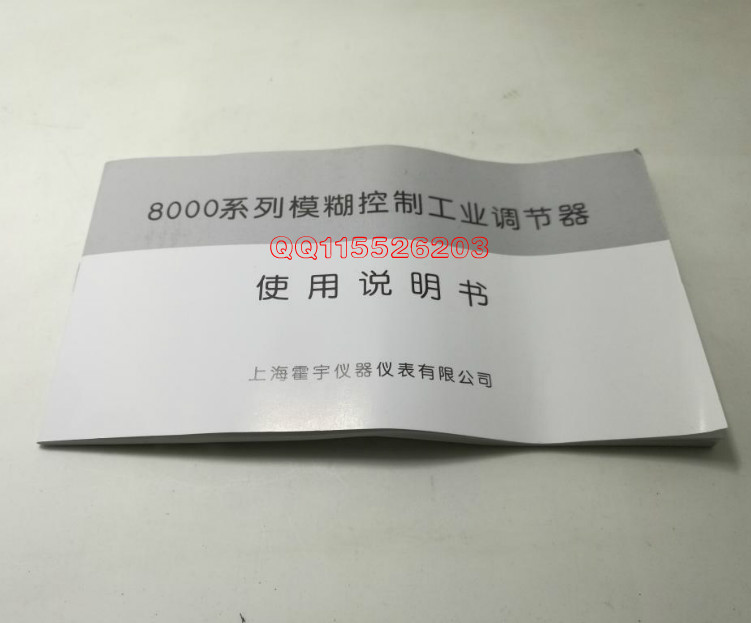 8000系列模糊控制工业调节器
QQ115526203
使用说明书
上海霍宇仪器仪表有限公司